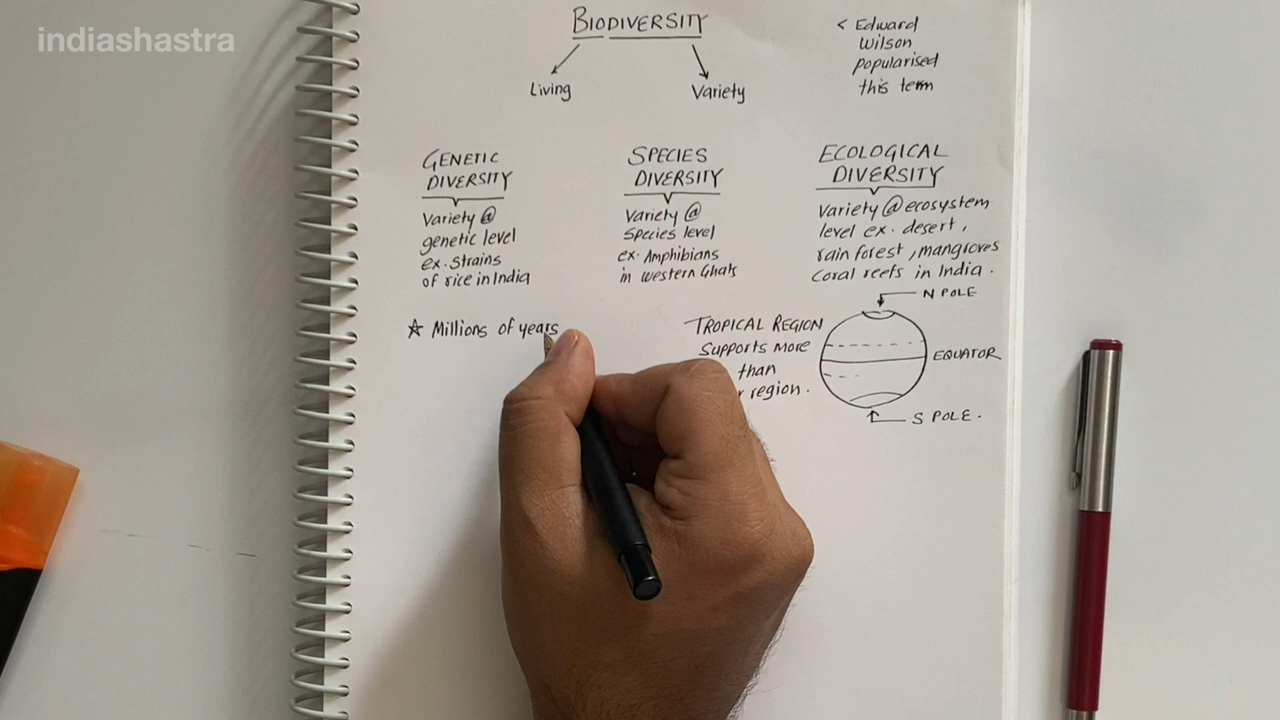 indiashastra
BIODIVERSITY
Living
Variety
< Edward
Wilson
popularised
this term
GENETIC
DIVERSITY
Variety @
genetic level
ex. strains
of rice in India
SPECIES
DIVERSITY
Variety @
Species level
ex. Amphibians
in western Ghats
ECOLOGICAL
DIVERSITY
Variety @ ecosystem
level ex. desert,
rain forest, mangroves
Coral reefs in India.
☆ Millions of years
TROPICAL REGION
Supports more
than
region.
N POLE
EQUATOR
S POLE.